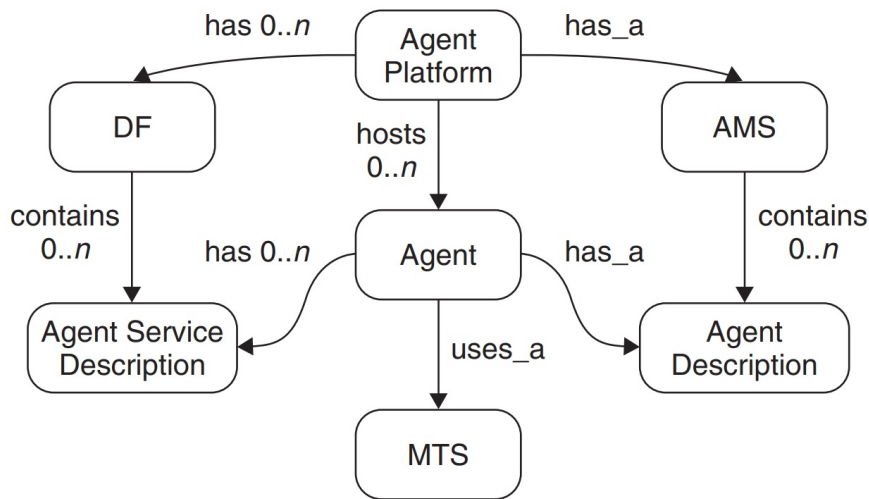 has 0..n
Agent
Platform
has_a
DF
hosts
0..n
AMS
contains
0..n
has 0..n
Agent
has_a
contains
0..n
Agent Service
Description
uses_a
Agent
Description
MTS